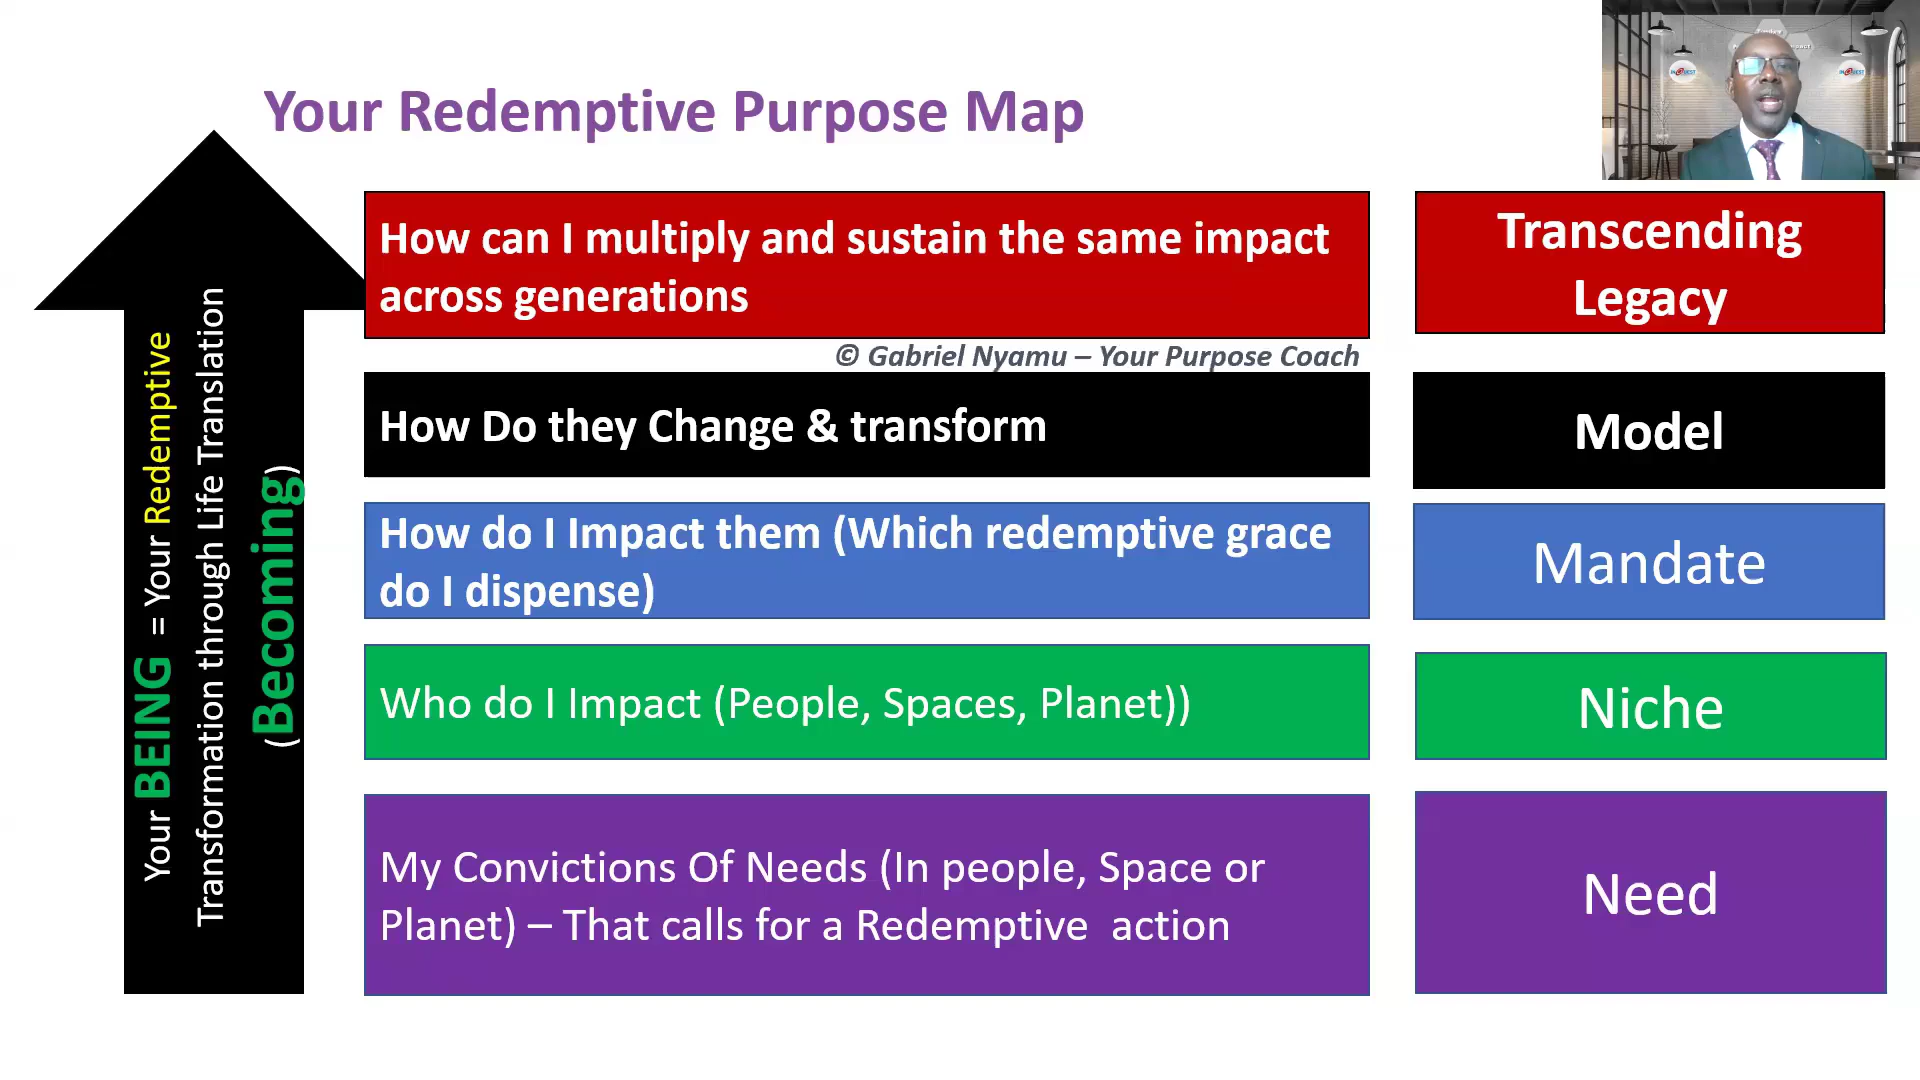 Your Redemptive Purpose Map
INQUEST
INQUEST
How can I multiply and sustain the same impact
across generations
Transcending
Legacy
© Gabriel Nyamu – Your Purpose Coach
How Do they Change & transform
Model
How do I Impact them (Which redemptive grace
do I dispense)
Mandate
Who do I Impact (People, Spaces, Planet))
Niche
My Convictions Of Needs (In people, Space or
Planet) – That calls for a Redemptive  action
Need
Your BEING = Your Redemptive
Transformation through Life Translation
(Becoming)